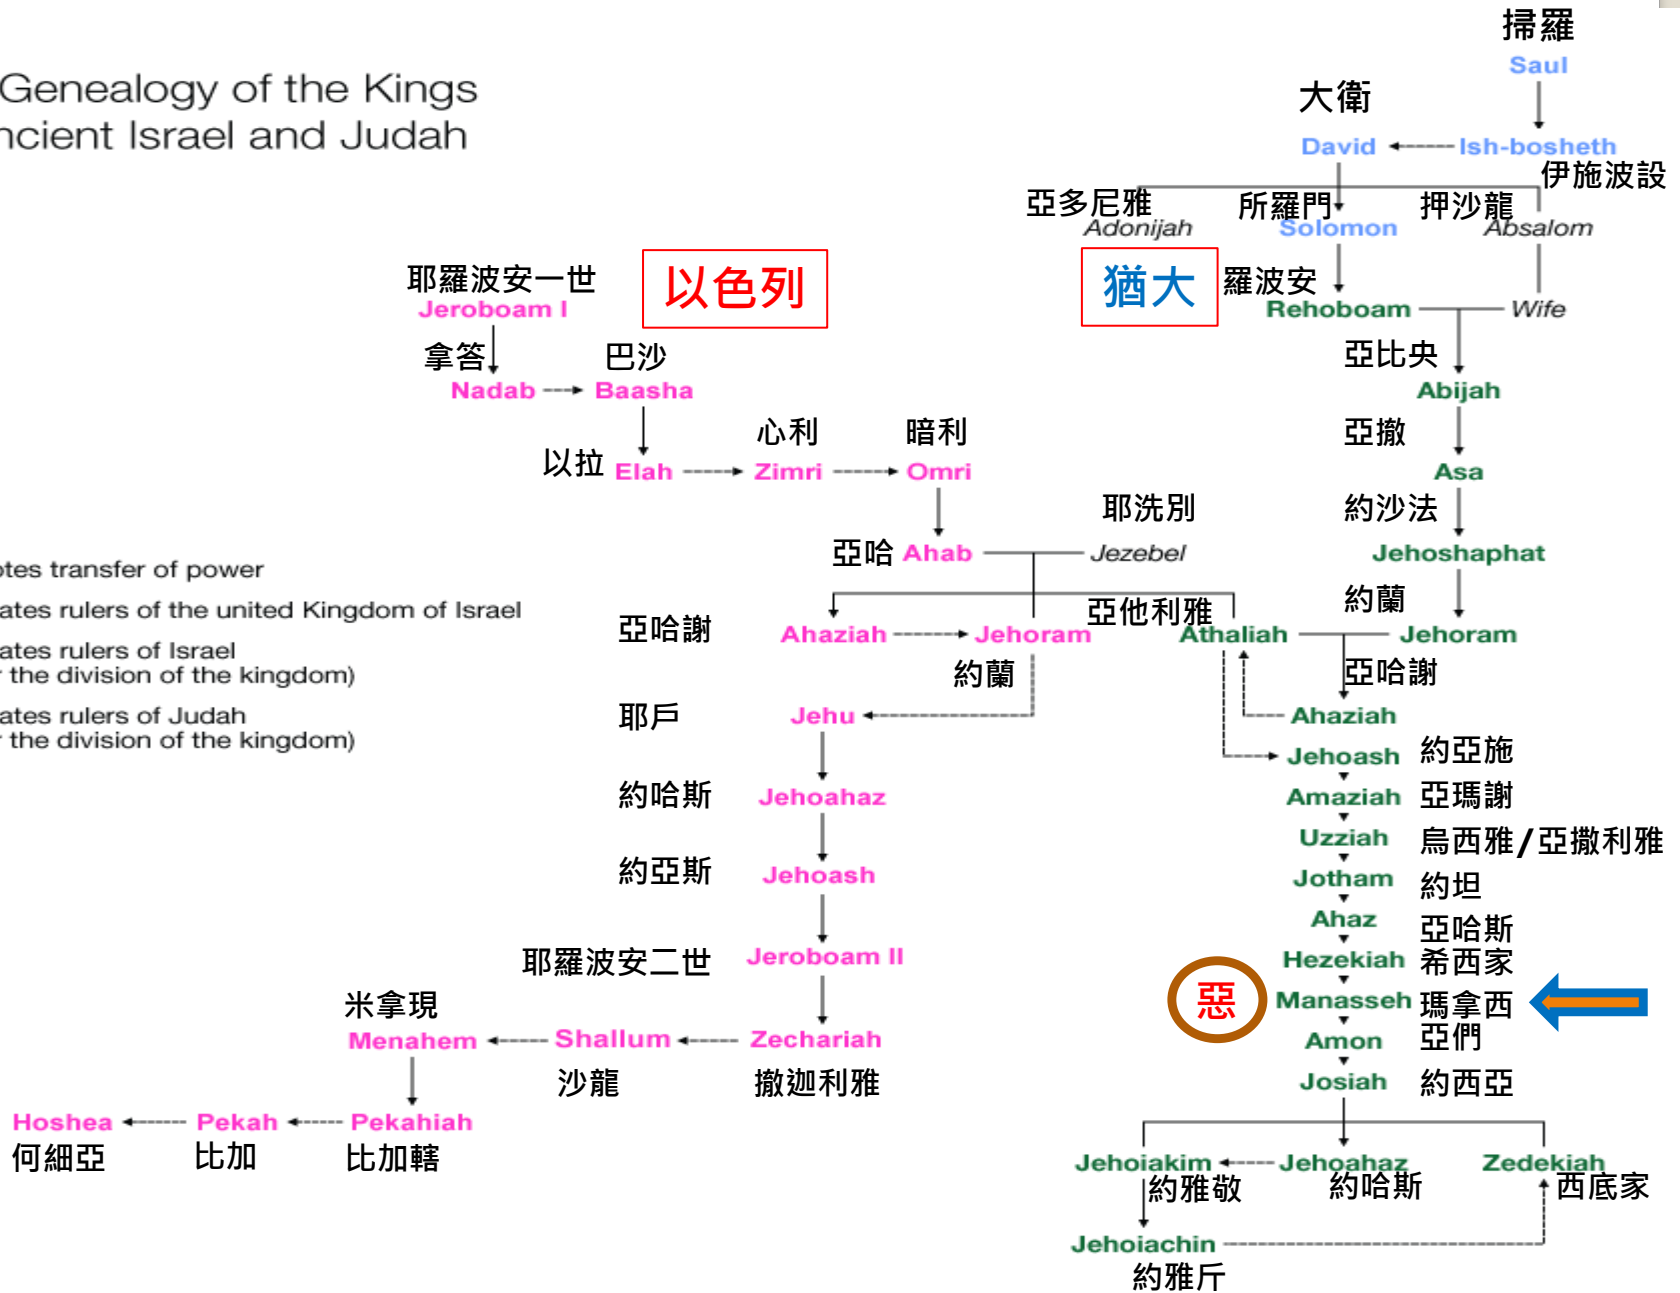 掃羅
Saul
Genealogy of the Kings
ncient Israel and Judah
大衛
David
Ish-bosheth
伊施波設
亞多尼雅
所羅門
押沙龍
Adonijah
Solomon
Absalom
耶羅波安一世
以色列
猶大
羅波安
Jeroboam I
Rehoboam
Wife
拿答
巴沙
亞比央
Nadab
Baasha
Abijah
心利
暗利
亞撤
以拉
Elah
Zimri
Omri
Asa
耶洗別
約沙法
亞哈
Ahab
Jezebel
Jehoshaphat
otes transfer of power
ates rulers of the united Kingdom of Israel
亞他利雅
約蘭
亞哈謝
Ahaziah
Jehoram
Athaliah
Jehoram
ates rulers of Israel
r the division of the kingdom)
約蘭
亞哈謝
ates rulers of Judah
r the division of the kingdom)
耶戶
Jehu
Ahaziah
Jehoash
約亞施
約哈斯
Jehoahaz
Amaziah
亞瑪謝
Uzziah
烏西雅/亞撒利雅
約亞斯
Jehoash
Jotham
約坦
Ahaz
亞哈斯
耶羅波安二世
Jeroboam II
Hezekiah
希西家
惡
Manasseh
瑪拿西
米拿現
Menahem
Shallum
Zechariah
Amon
亞們
沙龍
撤迦利雅
Josiah
約西亞
Hoshea
Pekah
Pekahiah
何細亞
比加
比加轄
Jehoiakim
Jehoahaz
Zedekiah
約雅敬
約哈斯
西底家
Jehoiachin
約雅斤